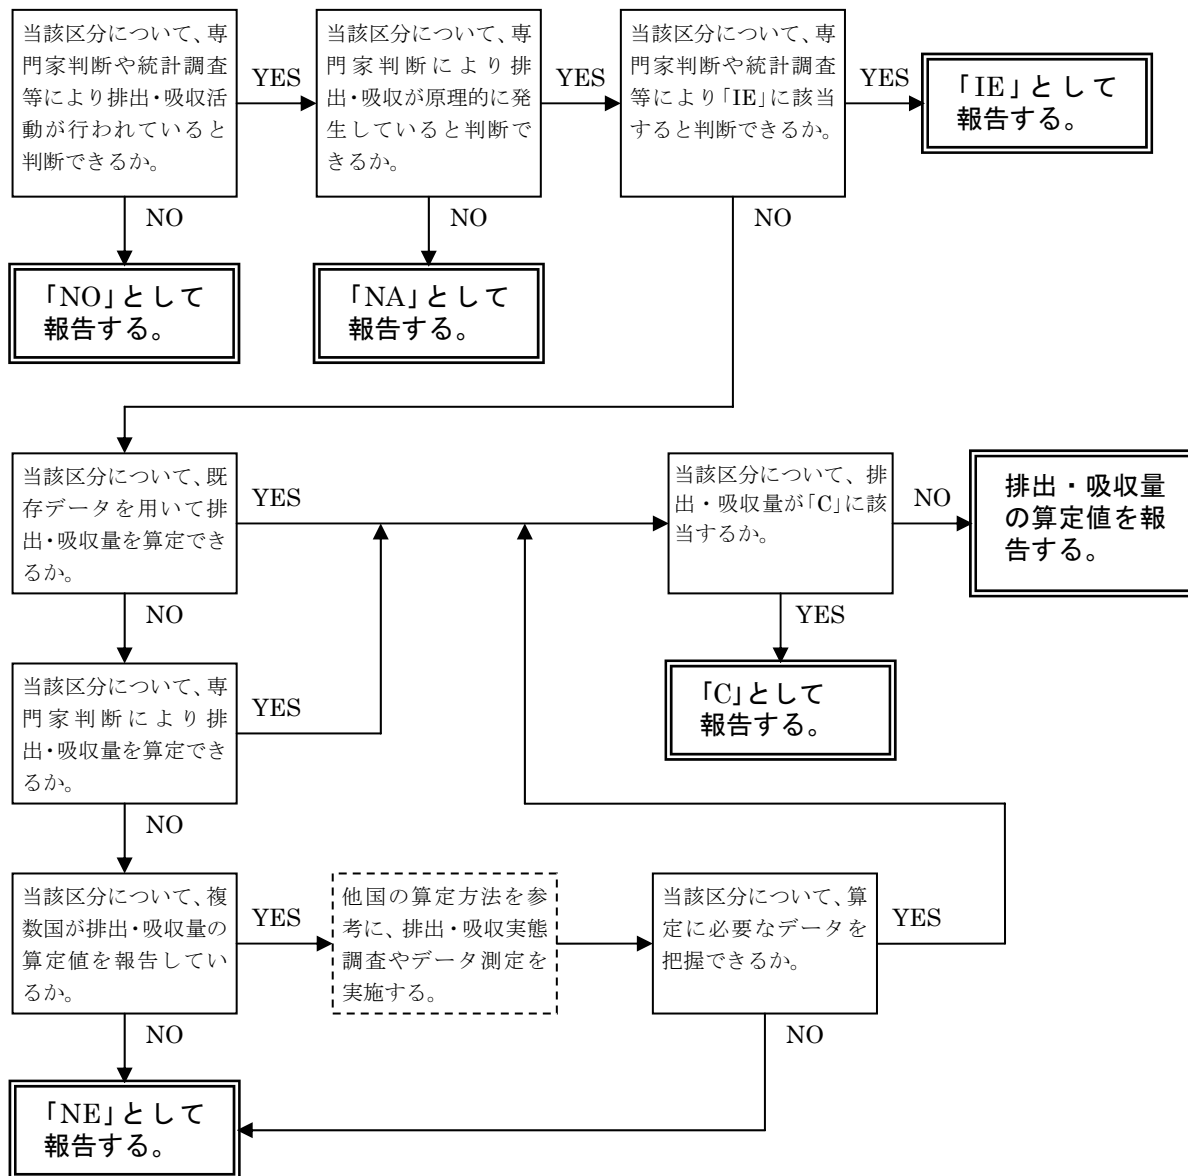 当該区分について、専
門家判断や統計調査
等により排出・吸収活
動が行われていると
判断できるか。
YES
当該区分について、専
門家判断により排
出・吸収が原理的に発
生していると判断で
きるか。
YES
当該区分について、専
門家判断や統計調査
等により「IE」に該当
すると判断できるか。
YES
「IE」として
報告する。
NO
NO
NO
「NO」として
報告する。
「NA」として
報告する。
当該区分について、既
存データを用いて排
出・吸収量を算定でき
るか。
YES
当該区分について、排
出・吸収量が「C」に該
当するか。
NO
排出・吸収量
の算定値を報
告する。
NO
YES
当該区分について、専
門家判断により排
出・吸収量を算定でき
るか。
YES
「C」として
報告する。
NO
当該区分について、複
数国が排出・吸収量の
算定値を報告してい
るか。
YES
他国の算定方法を参
考に、排出・吸収実態
調査やデータ測定を
実施する。
当該区分について、算
定に必要なデータを
把握できるか。
YES
NO
NO
「NE」として
報告する。